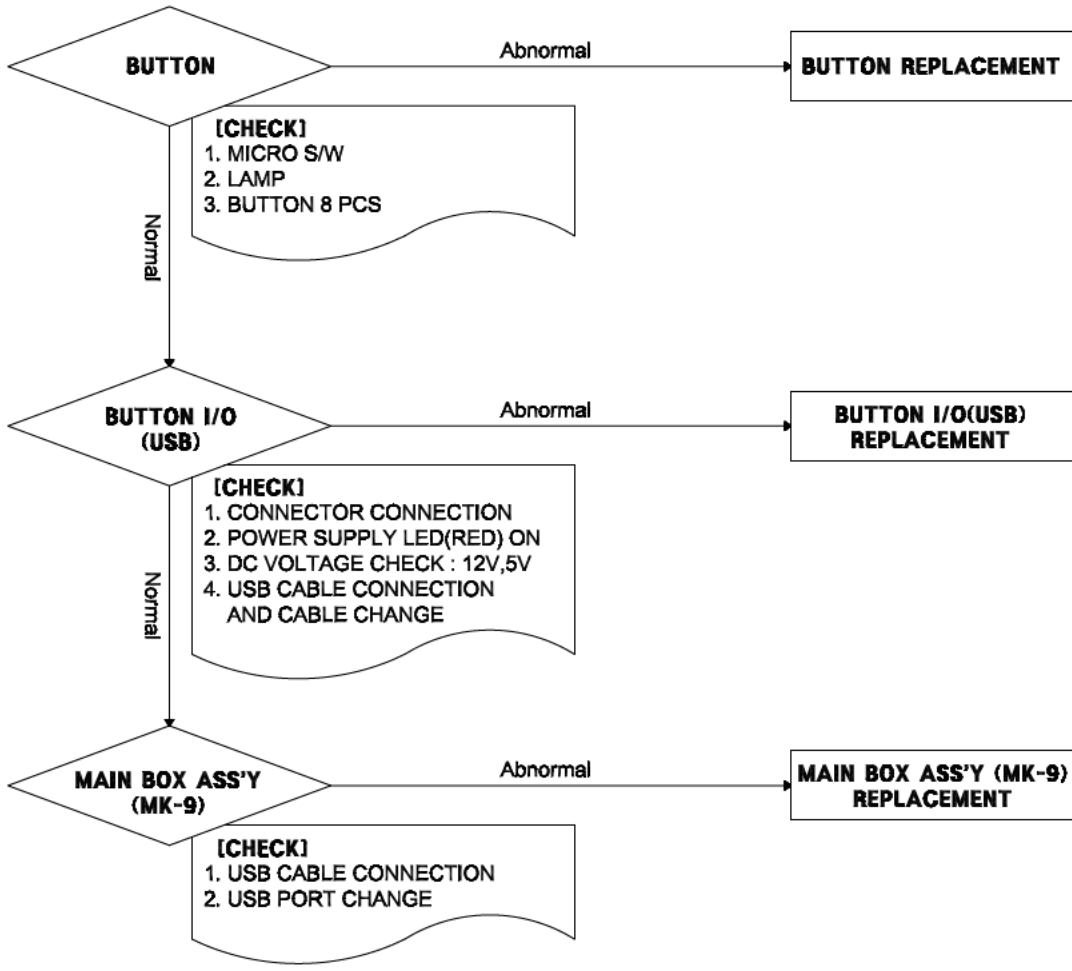 BUTTON
Abnormal
BUTTON REPLACEMENT
[CHECK]
1. MICRO S/W
2. LAMP
3. BUTTON 8 PCS
Normal
BUTTON I/O
(USB)
Abnormal
BUTTON I/O(USB)
REPLACEMENT
[CHECK]
1. CONNECTOR CONNECTION
2. POWER SUPPLY LED(RED) ON
3. DC VOLTAGE CHECK : 12V,5V
4. USB CABLE CONNECTION
AND CABLE CHANGE
Normal
MAIN BOX ASS'Y
(MK-9)
Abnormal
MAIN BOX ASS'Y (MK-9)
REPLACEMENT
[CHECK]
1. USB CABLE CONNECTION
2. USB PORT CHANGE